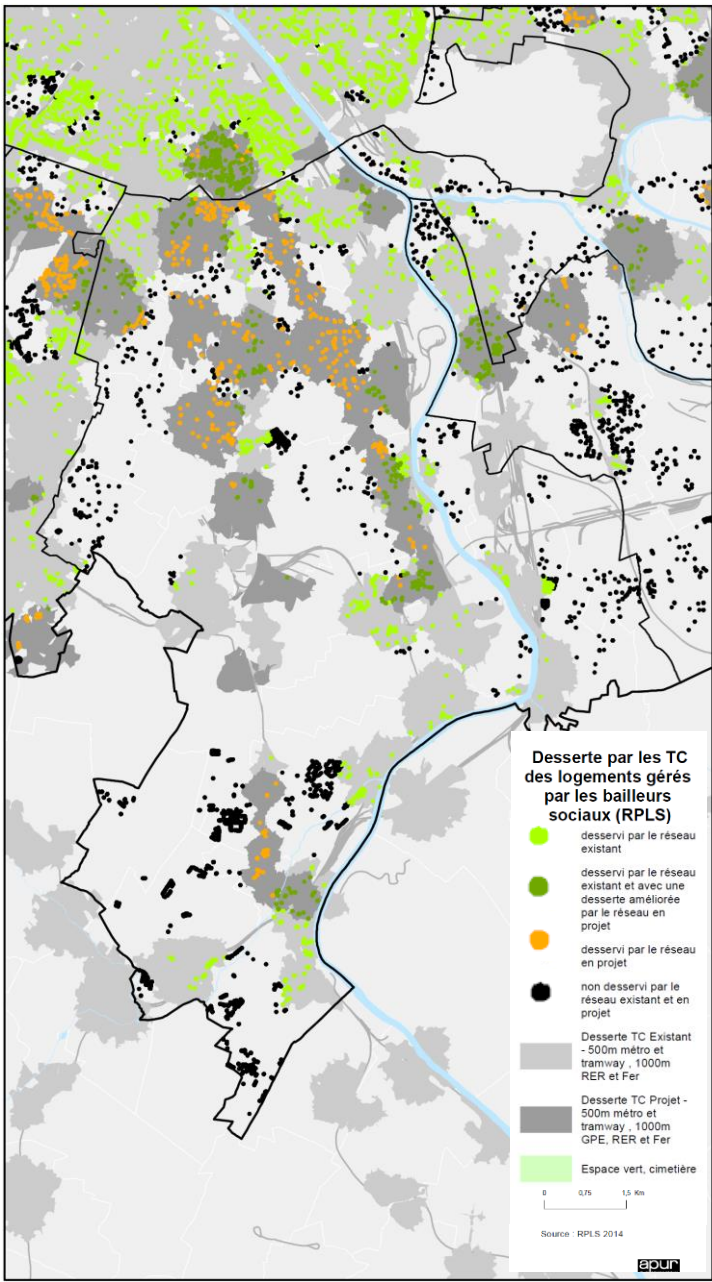 Desserte par les TC
des logements gérés
par les bailleurs
sociaux (RPLS)
desservi par le réseau
existant
desservi par le réseau
existant et avec une
desserte améliorée
par le réseau en
projet
desservi par le réseau
en projet
non desservi par le
réseau existant et en
projet
Desserte TC Existant
- 500m métro et
tramway , 1000m
RER et Fer
Desserte TC Projet -
500m métro et
tramway , 1000m
GPE, RER et Fer
Espace vert, cimetière
0 0,75 1,5 Km
Source : RPLS 2014
apur